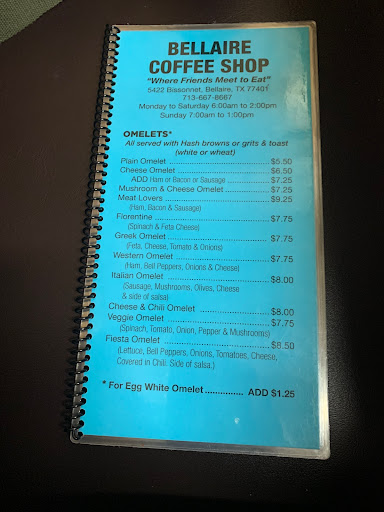 BELLAIRE
COFFEE SHOP
"Where Friends Meet to Eat"
5422 Bissonnet, Bellaire, TX 77401
713-667-8667
Monday to Saturday 6:00am to 2:00pm
Sunday 7:00am to 1:00pm
OMELETS*
All served with Hash browns or grits & toast
(white or wheat)
Plain Omelet ........ $5.50
Cheese Omelet ........ $6.50
ADD Ham or Bacon or Sausage ........ $7.25
Mushroom & Cheese Omelet ........ $7.25
Meat Lovers ........ $9.25
(Ham, Bacon & Sausage)
Florentine ........ $7.75
(Spinach & Feta Cheese)
Greek Omelet ........ $7.75
(Feta, Cheese, Tomato & Onions)
Western Omelet ........ $7.75
(Ham, Bell Peppers, Onions & Cheese)
Italian Omelet ........ $8.00
(Sausage, Mushrooms, Olives, Cheese
& side of salsa)
Cheese & Chili Omelet ........ $8.00
Veggie Omelet ........ $7.75
(Spinach, Tomato, Onion, Pepper & Mushrooms)
Fiesta Omelet ........ $8.50
(Lettuce, Bell Peppers, Onions, Tomatoes, Cheese,
Covered in Chili. Side of salsa.)
* For Egg White Omelet ........ ADD $1.25